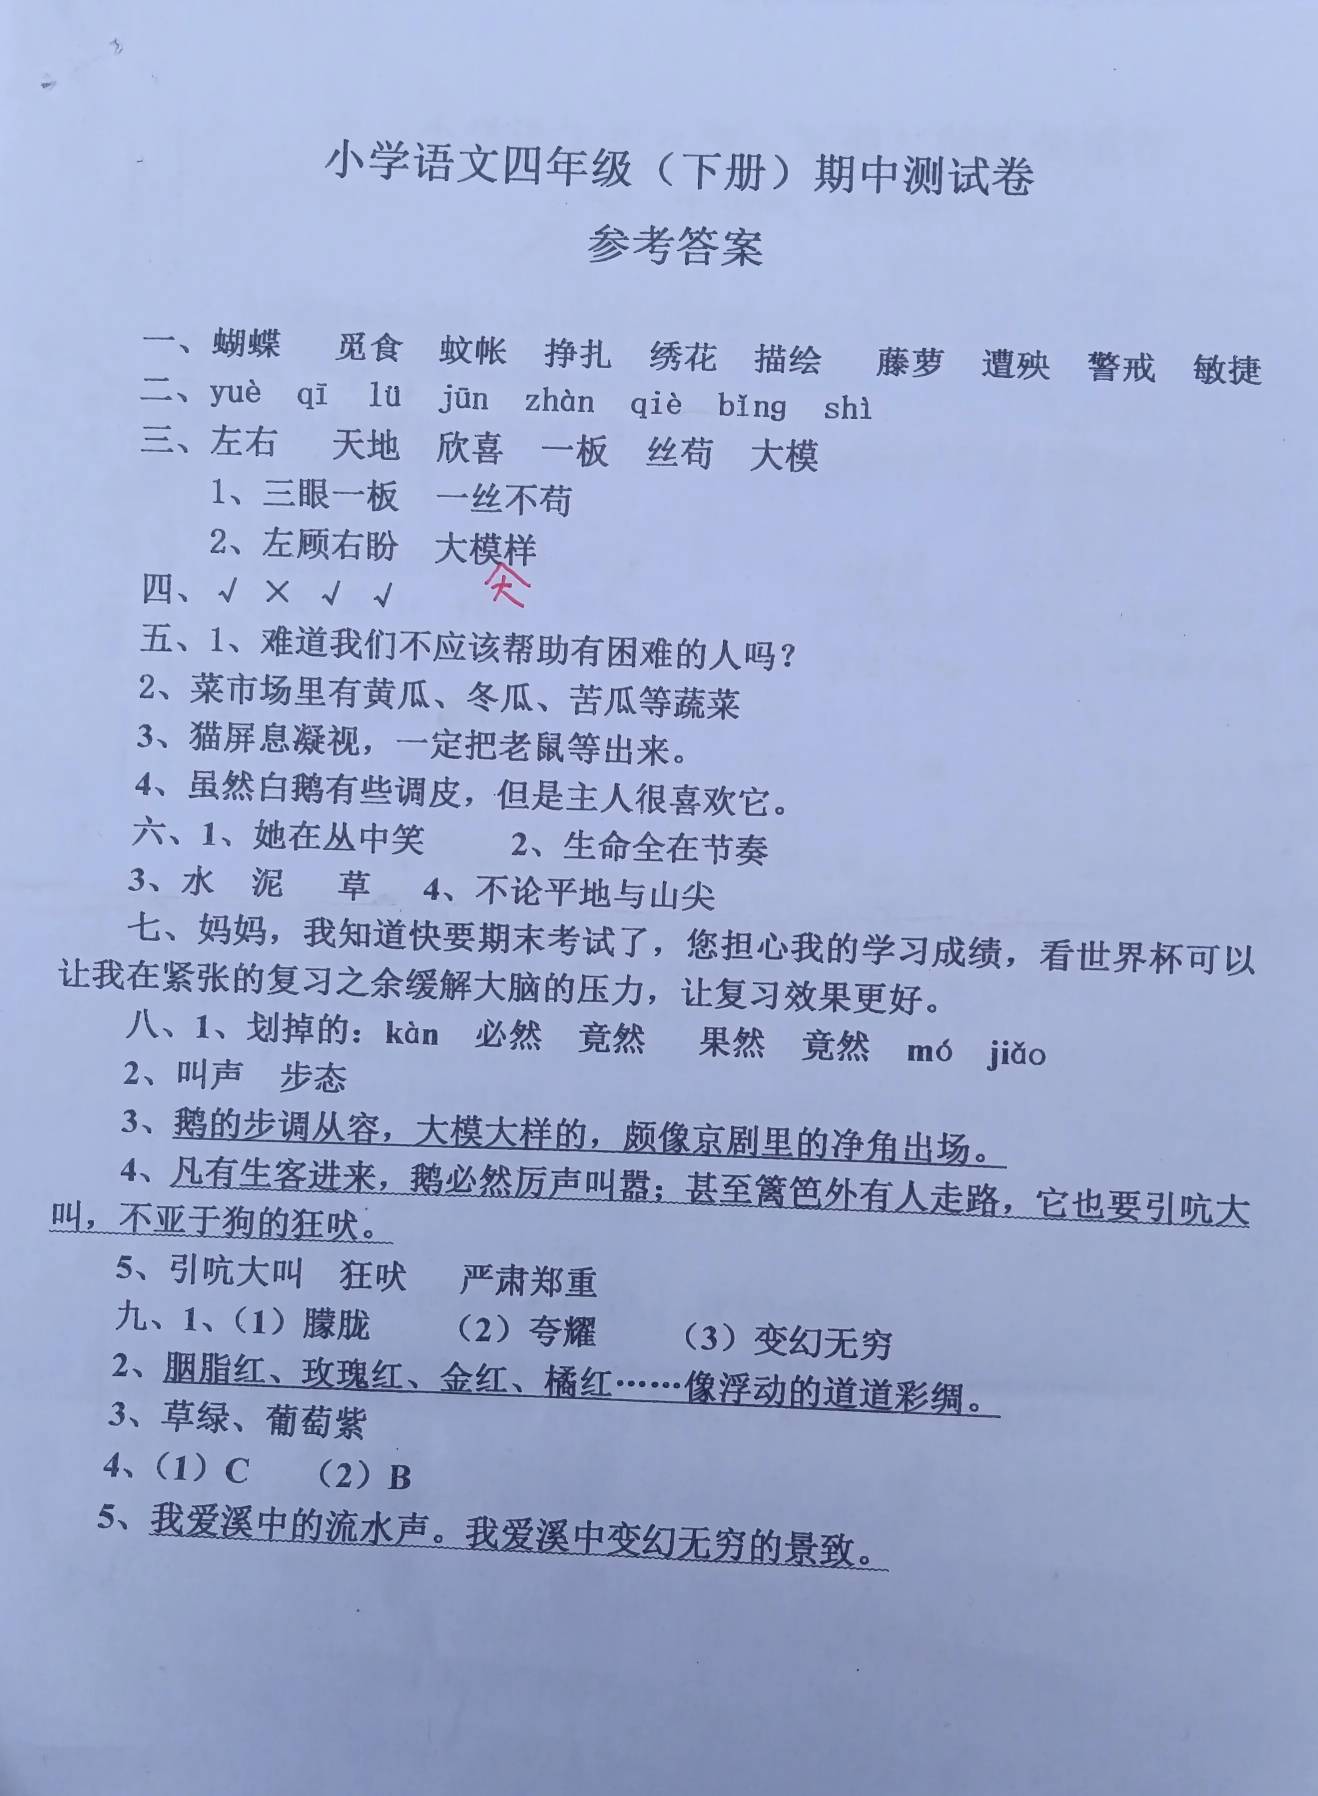 小学语文四年级（下册）期中测试卷
参考答案
一、蝴蝶 觅食 蚊帐 挣扎 绣花 描绘 藤萝 遭殃 警戒 敏捷
二、yuè qī lǜ jūn zhàn qiè bǐng shì
三、左右 天地 欣喜 一板 丝苟 大模
1、三眼一板 一丝不苟
2、左顾右盼 大模样
大
四、√ × √ √
五、1、难道我们不应该帮助有困难的人吗？
2、菜市场里有黄瓜、冬瓜、苦瓜等蔬菜
3、猫屏息凝视，一定把老鼠等出来。
4、虽然白鹅有些调皮，但是主人很喜欢它。
六、1、她在丛中笑 2、生命全在节奏
3、水 泥 草 4、不论平地与山尖
七、妈妈，我知道快要期末考试了，您担心我的学习成绩，看世界杯可以
让我在紧张的复习之余缓解大脑的压力，让复习效果更好。
八、1、划掉的：kàn 必然 竟然 果然 竟然 mó jiǎo
2、叫声 步态
3、鹅的步调从容，大模大样的，颇像京剧里的净角出场。
4、凡有生客进来，鹅必然厉声叫嚣；甚至篱笆外有人走路，它也要引吭大
叫，不亚于狗的狂吠。
5、引吭大叫 狂吠 严肃郑重
九、1、（1）朦胧 （2）夸耀 （3）变幻无穷
2、胭脂红、玫瑰红、金红、橘红……像浮动的道道彩绸。
3、草绿、葡萄紫
4、（1）C （2）B
5、我爱溪中的流水声。我爱溪中变幻无穷的景致。